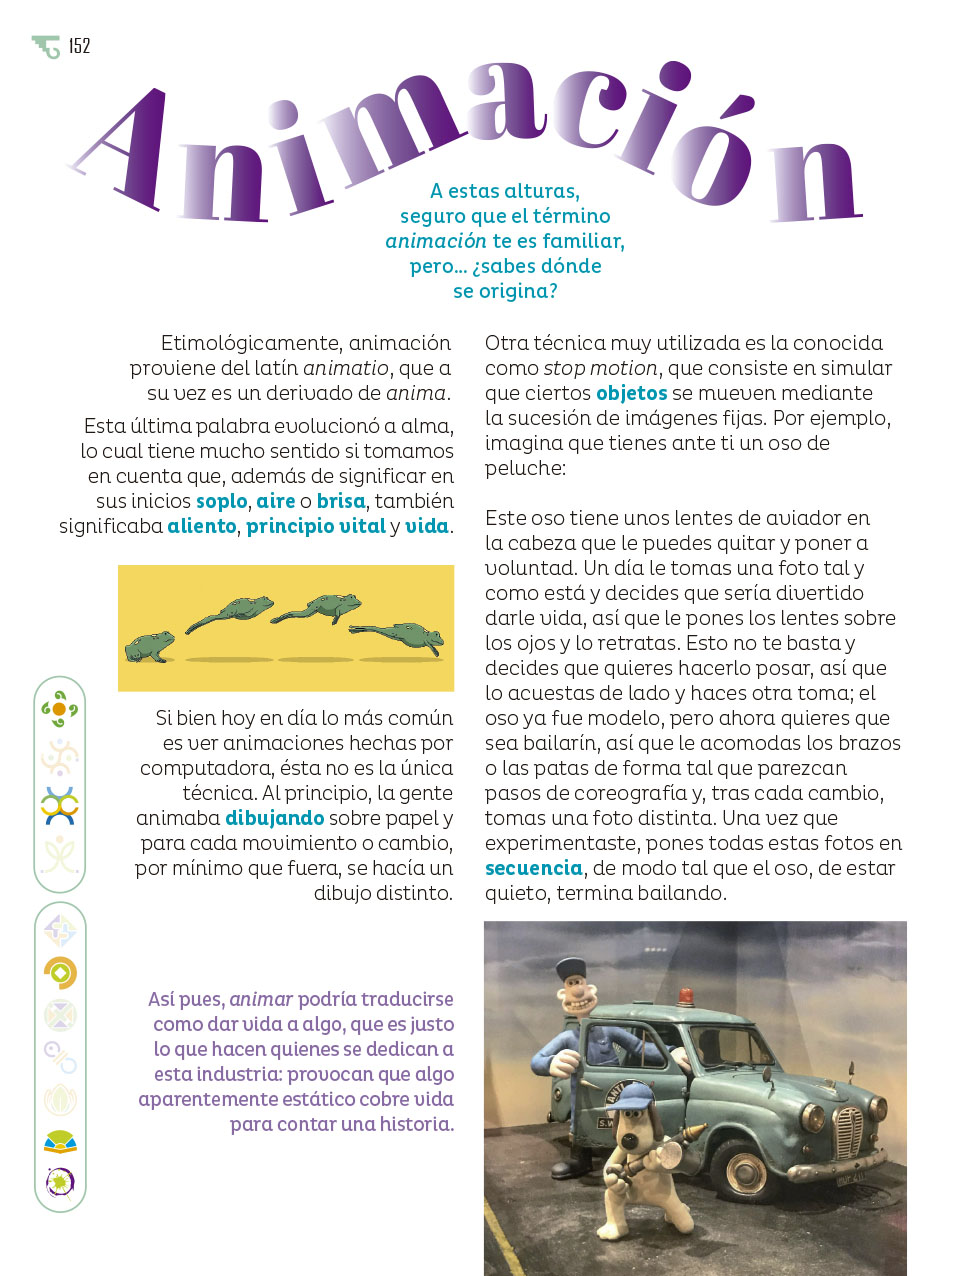 152
Animación
A estas alturas,
seguro que el término
animación te es familiar,
pero... ¿sabes dónde
se origina?
Etimológicamente, animación
proviene del latín animatio, que a
su vez es un derivado de anima.
Esta última palabra evolucionó a alma,
lo cual tiene mucho sentido si tomamos
en cuenta que, además de significar en
sus inicios soplo, aire o brisa, también
significaba aliento, principio vital y vida.
Si bien hoy en día lo más común
es ver animaciones hechas por
computadora, ésta no es la única
técnica. Al principio, la gente
animaba dibujando sobre papel y
para cada movimiento o cambio,
por mínimo que fuera, se hacía un
dibujo distinto.
Así pues, animar podría traducirse
como dar vida a algo, que es justo
lo que hacen quienes se dedican a
esta industria: provocan que algo
aparentemente estático cobre vida
para contar una historia.
Otra técnica muy utilizada es la conocida
como stop motion, que consiste en simular
que ciertos objetos se mueven mediante
la sucesión de imágenes fijas. Por ejemplo,
imagina que tienes ante ti un oso de
peluche:
Este oso tiene unos lentes de aviador en
la cabeza que le puedes quitar y poner a
voluntad. Un día le tomas una foto tal y
como está y decides que sería divertido
darle vida, así que le pones los lentes sobre
los ojos y lo retratas. Esto no te basta y
decides que quieres hacerlo posar, así que
lo acuestas de lado y haces otra toma; el
oso ya fue modelo, pero ahora quieres que
sea bailarín, así que le acomodas los brazos
o las patas de forma tal que parezcan
pasos de coreografía y, tras cada cambio,
tomas una foto distinta. Una vez que
experimentaste, pones todas estas fotos en
secuencia, de modo tal que el oso, de estar
quieto, termina bailando.
ANTI